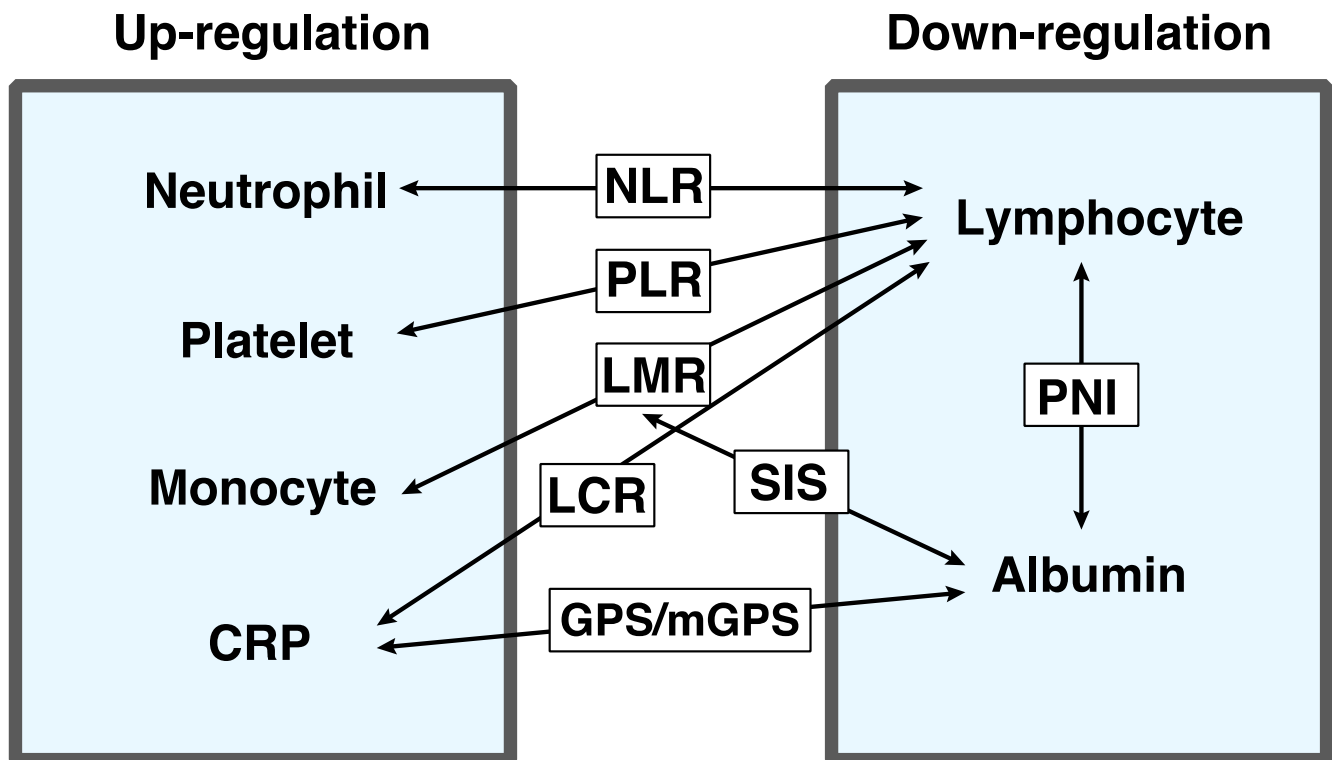 Up-regulation
Down-regulation
Neutrophil
NLR
Lymphocyte
PLR
Platelet
LMR
PNI
Monocyte
LCR
SIS
Albumin
GPS/mGPS
CRP